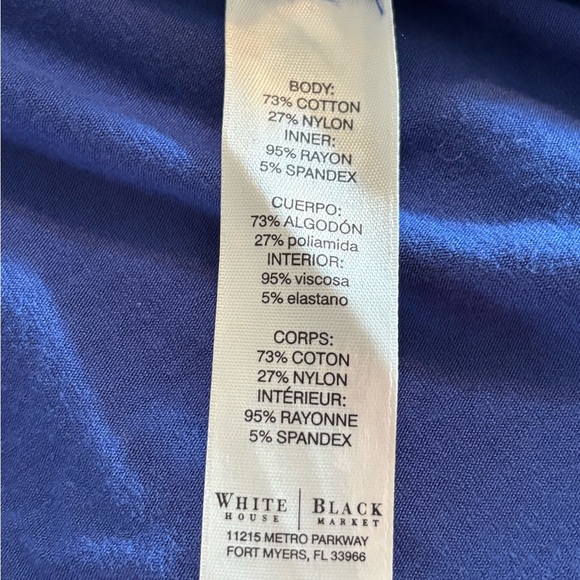 BODY:
73% COTTON
27% NYLON
INNER:
95% RAYON
5% SPANDEX
CUERPO:
73% ALGODÓN
27% poliamida
INTERIOR:
95% viscosa
5% elastano
CORPS:
73% COTON
27% NYLON
INTÉRIEUR:
95% RAYONNE
5% SPANDEX
WHITE | BLACK
HOUSE | MARKET
11215 METRO PARKWAY
FORT MYERS, FL 33966